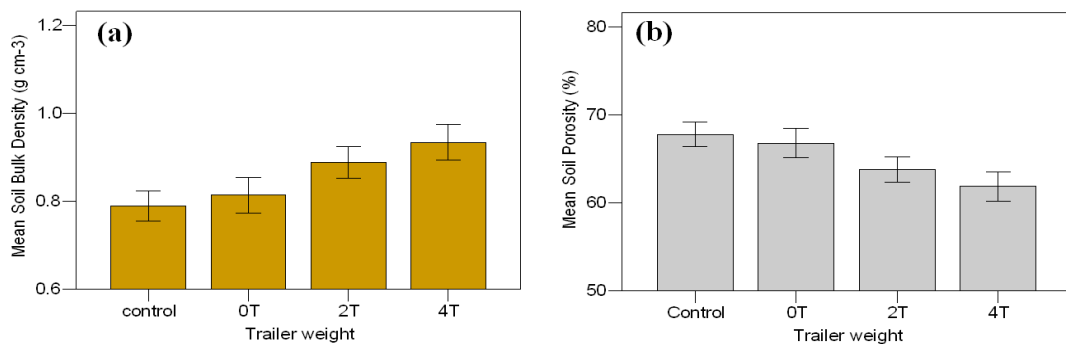 (a)
Mean Soil Bulk Density (g cm-3)
1.2
1.0
0.8
0.6
control 0T 2T 4T
Trailer weight
(b)
Mean Soil Porosity (%)
80
70
60
50
Control 0T 2T 4T
Trailer weight